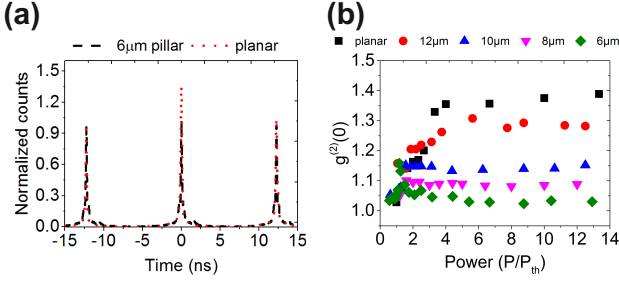 (a)
6μm pillar planar
Normalized counts
1.5
1.2
0.9
0.6
0.3
0.0
-15 -10 -5 0 5 10 15
Time (ns)
(b)
planar 12μm 10μm 8μm 6μm
g(2)(0)
1.5
1.4
1.3
1.2
1.1
1.0
0 2 4 6 8 10 12 14
Power (P/Pth)